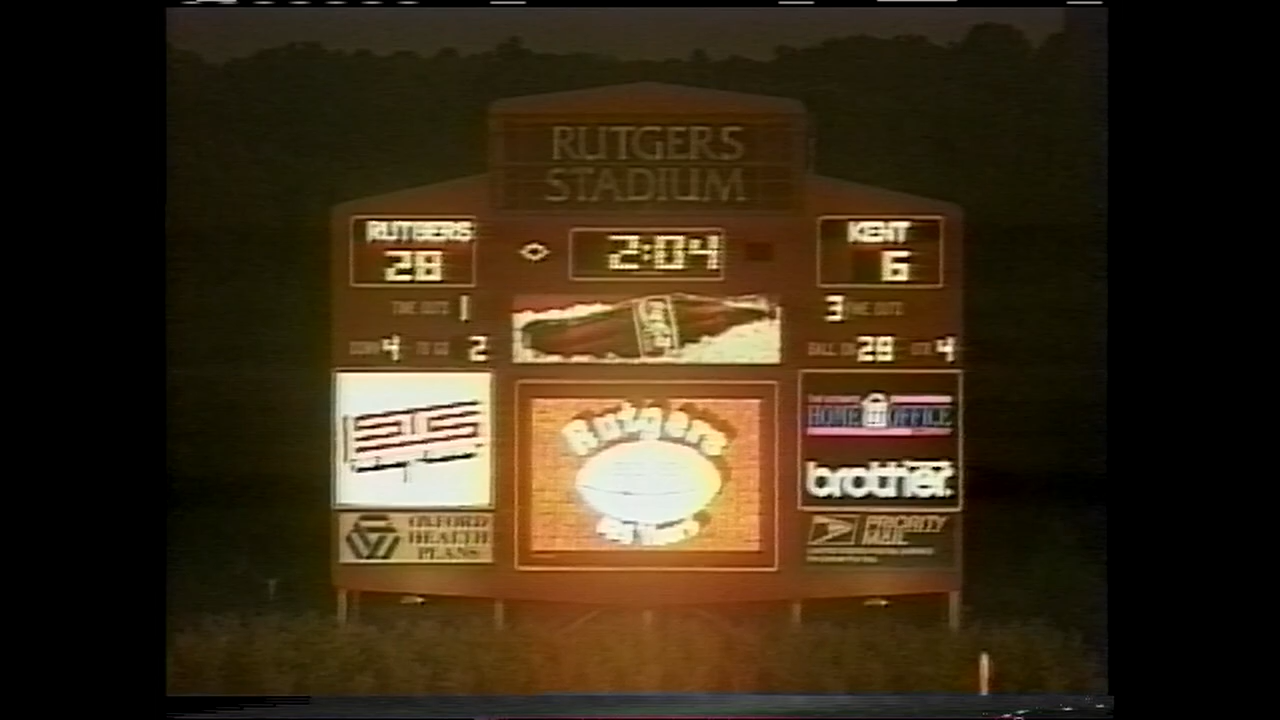 RUTGERS
STADIUM
RUTGERS
28
2:04
KENT
6
TIME OUTS 1
3 TIME OUTS
DOWN 4 TO GO 2
BALL ON 28 QTR 4
Rutgers
HOME OFFICE
brother.
OXFORD
HEALTH
PLANS
PRIORITY
MAIL